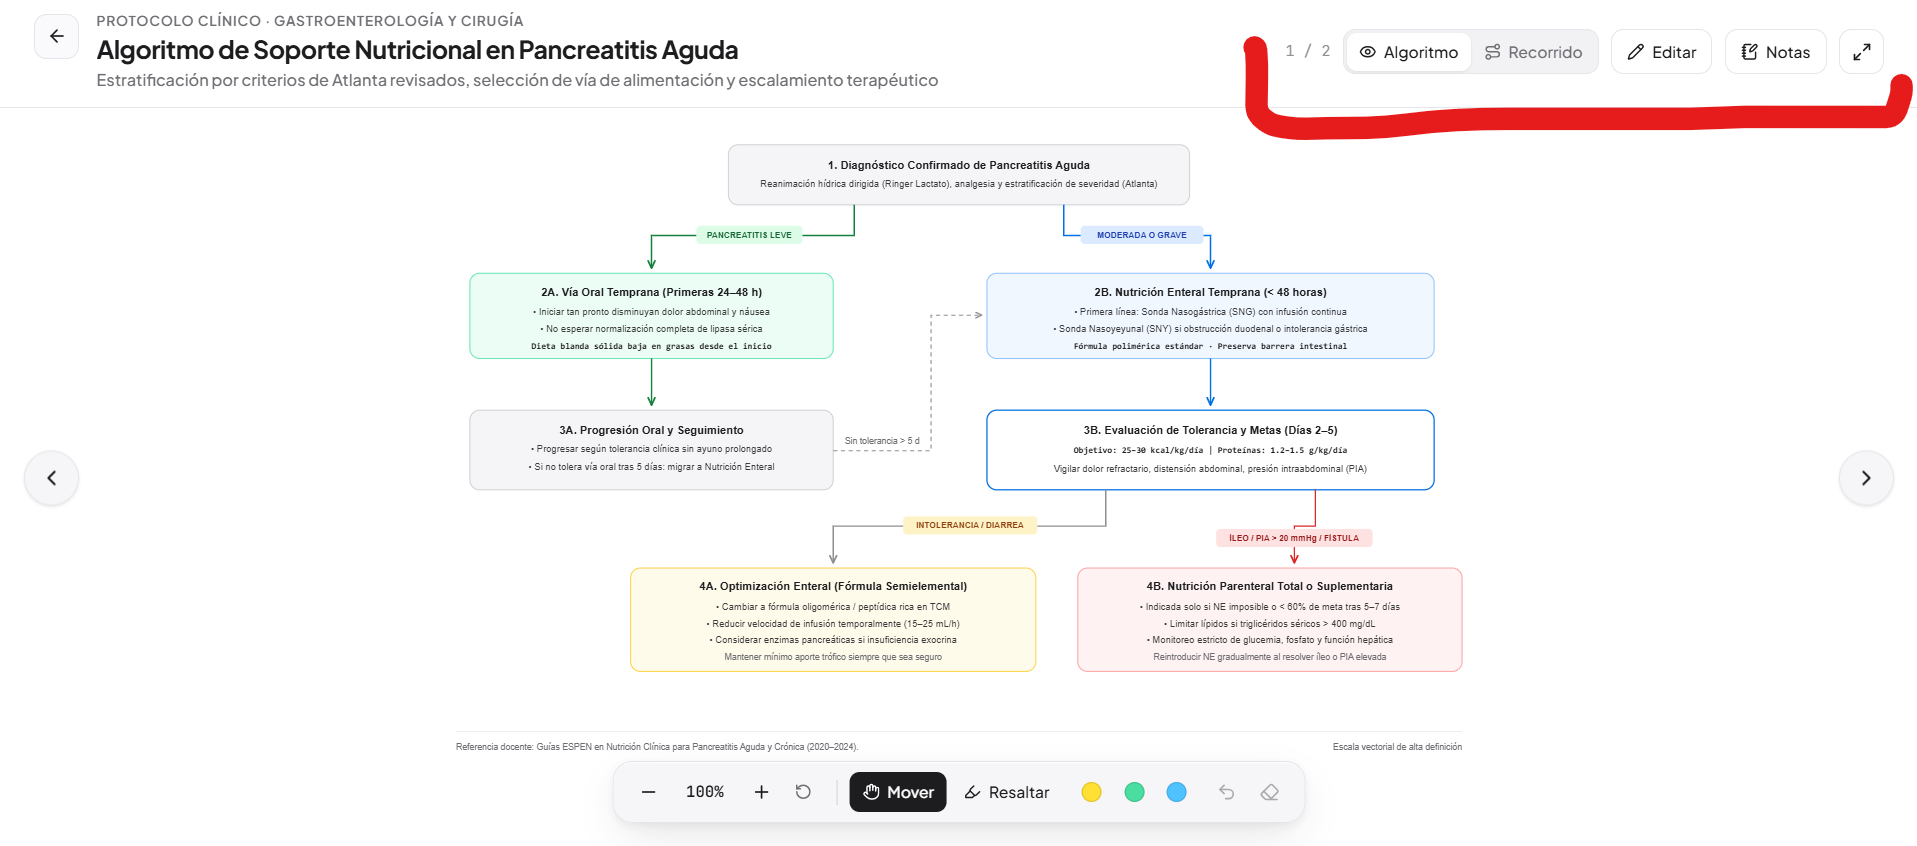 PROTOCOLO CLÍNICO · GASTROENTEROLOGÍA Y CIRUGÍA
Algoritmo de Soporte Nutricional en Pancreatitis Aguda
Estratificación por criterios de Atlanta revisados, selección de vía de alimentación y escalamiento terapéutico
1 / 2
Algoritmo
Recorrido
Editar
Notas
1. Diagnóstico Confirmado de Pancreatitis Aguda
Reanimación hídrica dirigida (Ringer Lactato), analgesia y estratificación de severidad (Atlanta)
PANCREATITIS LEVE
MODERADA O GRAVE
2A. Vía Oral Temprana (Primeras 24–48 h)
• Iniciar tan pronto disminuyan dolor abdominal y náusea
• No esperar normalización completa de lipasa sérica
Dieta blanda sólida baja en grasas desde el inicio
2B. Nutrición Enteral Temprana (< 48 horas)
• Primera línea: Sonda Nasogástrica (SNG) con infusión continua
• Sonda Nasoyeyunal (SNY) si obstrucción duodenal o intolerancia gástrica
Fórmula polimérica estándar · Preserva barrera intestinal
3A. Progresión Oral y Seguimiento
• Progresar según tolerancia clínica sin ayuno prolongado
• Si no tolera vía oral tras 5 días: migrar a Nutrición Enteral
Sin tolerancia > 5 d
3B. Evaluación de Tolerancia y Metas (Días 2–5)
Objetivo: 25–30 kcal/kg/día | Proteínas: 1.2–1.5 g/kg/día
Vigilar dolor refractario, distensión abdominal, presión intraabdominal (PIA)
INTOLERANCIA / DIARREA
ÍLEO / PIA > 20 mmHg / FÍSTULA
4A. Optimización Enteral (Fórmula Semielemental)
• Cambiar a fórmula oligomérica / peptídica rica en TCM
• Reducir velocidad de infusión temporalmente (15–25 mL/h)
• Considerar enzimas pancreáticas si insuficiencia exocrina
Mantener mínimo aporte trófico siempre que sea seguro
4B. Nutrición Parenteral Total o Suplementaria
• Indicada solo si NE imposible o < 60% de meta tras 5–7 días
• Limitar lípidos si triglicéridos séricos > 400 mg/dL
• Monitoreo estricto de glucemia, fosfato y función hepática
Reintroducir NE gradualmente al resolver íleo o PIA elevada
Referencia docente: Guías ESPEN en Nutrición Clínica para Pancreatitis Aguda y Crónica (2020–2024).
Escala vectorial de alta definición
100%
Mover
Resaltar